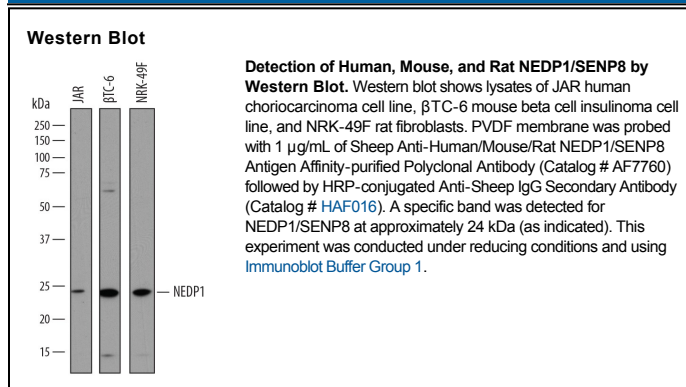 Western Blot
kDa
JAR
βTC-6
NRK-49F
250
150
100
75
50
37
25
20
15
NEDP1
Detection of Human, Mouse, and Rat NEDP1/SENP8 by
Western Blot. Western blot shows lysates of JAR human
choriocarcinoma cell line, βTC-6 mouse beta cell insulinoma cell
line, and NRK-49F rat fibroblasts. PVDF membrane was probed
with 1 µg/mL of Sheep Anti-Human/Mouse/Rat NEDP1/SENP8
Antigen Affinity-purified Polyclonal Antibody (Catalog # AF7760)
followed by HRP-conjugated Anti-Sheep IgG Secondary Antibody
(Catalog # HAF016). A specific band was detected for
NEDP1/SENP8 at approximately 24 kDa (as indicated). This
experiment was conducted under reducing conditions and using
Immunoblot Buffer Group 1.